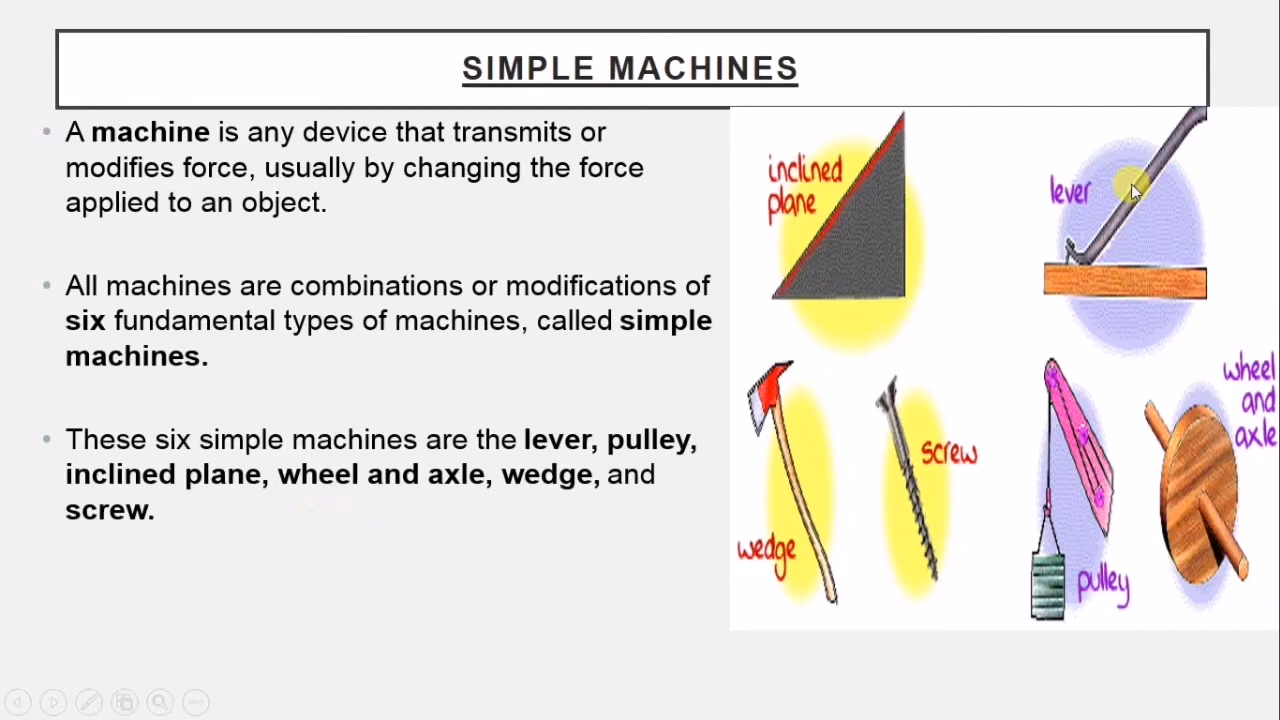 SIMPLE MACHINES
• A machine is any device that transmits or
modifies force, usually by changing the force
applied to an object.
• All machines are combinations or modifications of
six fundamental types of machines, called simple
machines.
• These six simple machines are the lever, pulley,
inclined plane, wheel and axle, wedge, and
screw.
inclined
plane
lever
wedge
screw
pulley
wheel
and
axle